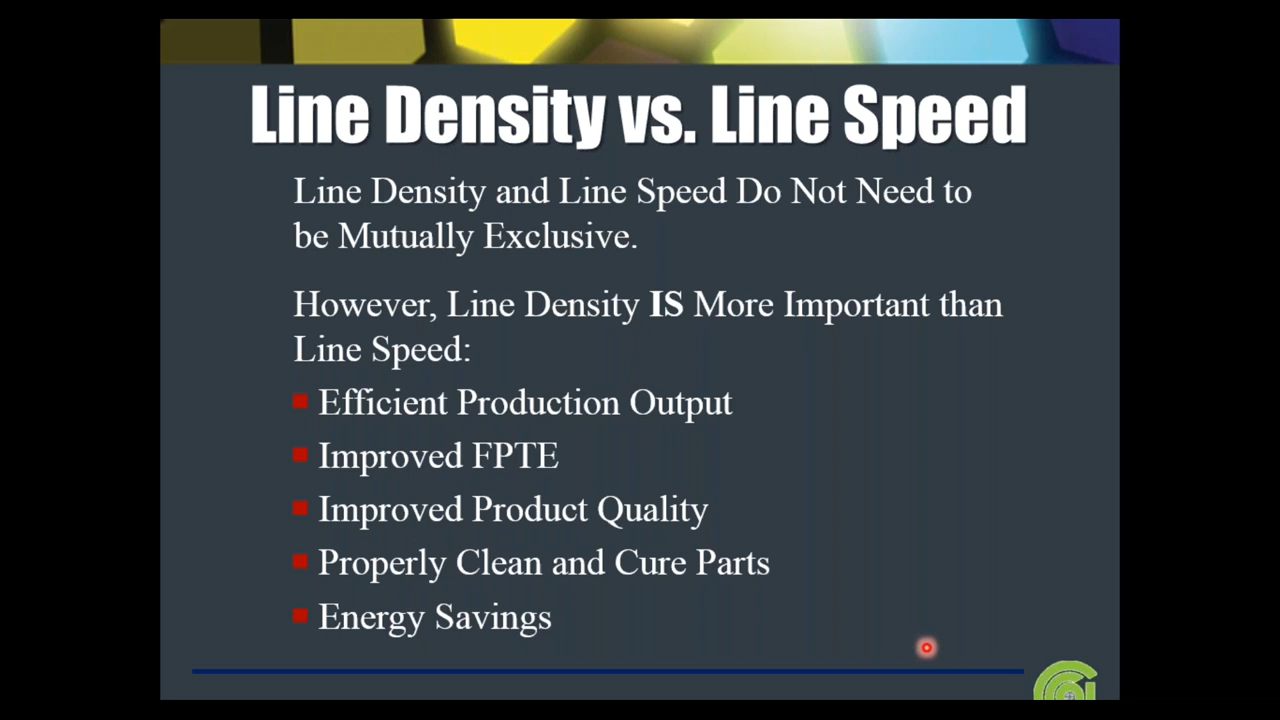 Line Density vs. Line Speed
Line Density and Line Speed Do Not Need to
be Mutually Exclusive.
However, Line Density IS More Important than
Line Speed:
Efficient Production Output
Improved FPTE
Improved Product Quality
Properly Clean and Cure Parts
Energy Savings